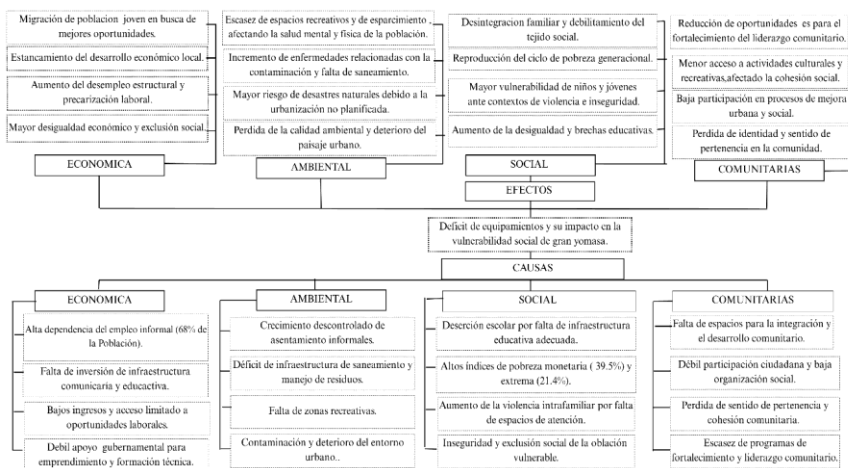 Migración de poblacion joven en busca de
mejores oportunidades.
Estancamiento del desarrollo económico local.
Aumento del desempleo estructural y
precarización laboral.
Mayor desigualdad económico y exclusión social.
ECONOMICA
Escasez de espacios recreativos y de esparcimiento ,
afectando la salud mental y física de la población.
Incremento de enfermedades relacionadas con la
contaminación y falta de saneamiento.
Mayor riesgo de desastres naturales debido a la
urbanización no planificada.
Perdida de la calidad ambiental y deterioro del
paisaje urbano.
AMBIENTAL
Desintegracion familiar y debilitamiento del
tejido social.
Reproducción del ciclo de pobreza generacional.
Mayor vulnerabilidad de niños y jóvenes
ante contextos de violencia e inseguridad.
Aumento de la desigualdad y brechas educativas.
SOCIAL
Reducción de oportunidades es para el
fortalecimiento del liderazgo comunitario.
Menor acceso a actividades culturales y
recreativas,afectado la cohesión social.
Baja participación en procesos de mejora
urbana y social.
Perdida de identidad y sentido de
pertenencia en la comunidad.
COMUNITARIAS
EFECTOS
Deficit de equipamientos y su impacto en la
vulnerabilidad social de gran yomasa.
CAUSAS
ECONOMICA
Alta dependencia del empleo informal (68% de
la Población).
Falta de inversión de infraestructura
comunicaria y eduactiva.
Bajos ingresos y acceso limitado a
oportunidades laborales.
Debil apoyo gubernamental para
emprendimiento y formación técnica.
AMBIENTAL
Crecimiento descontrolado de
asentamiento informales.
Déficit de infraestructura de saneamiento y
manejo de residuos.
Falta de zonas recreativas.
Contaminación y deterioro del entorno
urbano..
SOCIAL
Deserción escolar por falta de infraestructura
educativa adecuada.
Altos índices de pobreza monetaria ( 39.5%) y
extrema (21.4%).
Aumento de la violencia intrafamiliar por falta
de espacios de atención.
Inseguridad y exclusión social de la oblación
vulnerable.
COMUNITARIAS
Falta de espacios para la integración y
el desarrollo comunitario.
Débil participación ciudadana y baja
organización social.
Perdida de sentido de pertenencia y
cohesión comunitaria.
Escasez de programas de
fortalecimiento y liderazgo comunitario.